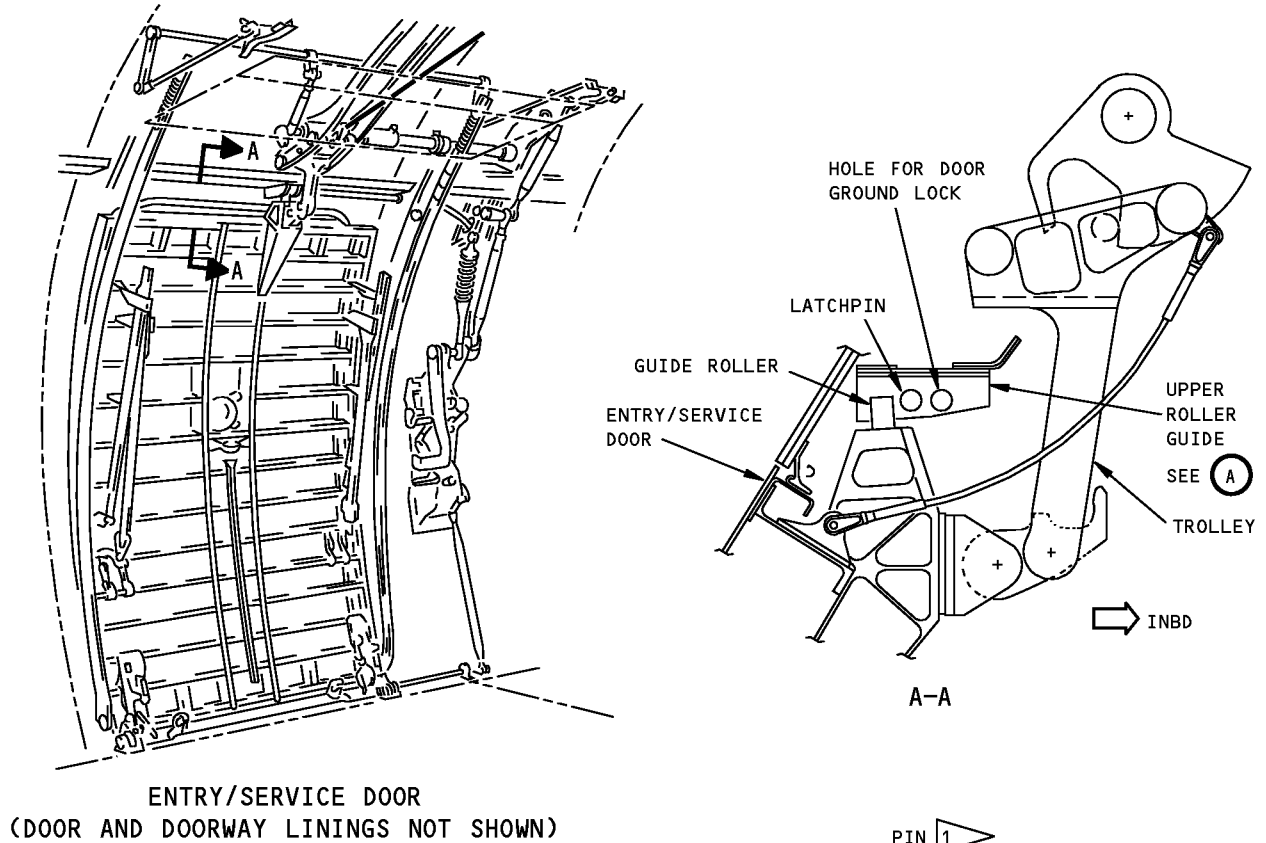 A
A
ENTRY/SERVICE DOOR
(DOOR AND DOORWAY LININGS NOT SHOWN)
HOLE FOR DOOR
GROUND LOCK
LATCHPIN
GUIDE ROLLER
ENTRY/SERVICE
DOOR
UPPER
ROLLER
GUIDE
SEE A
TROLLEY
INBD
A-A
PIN 1